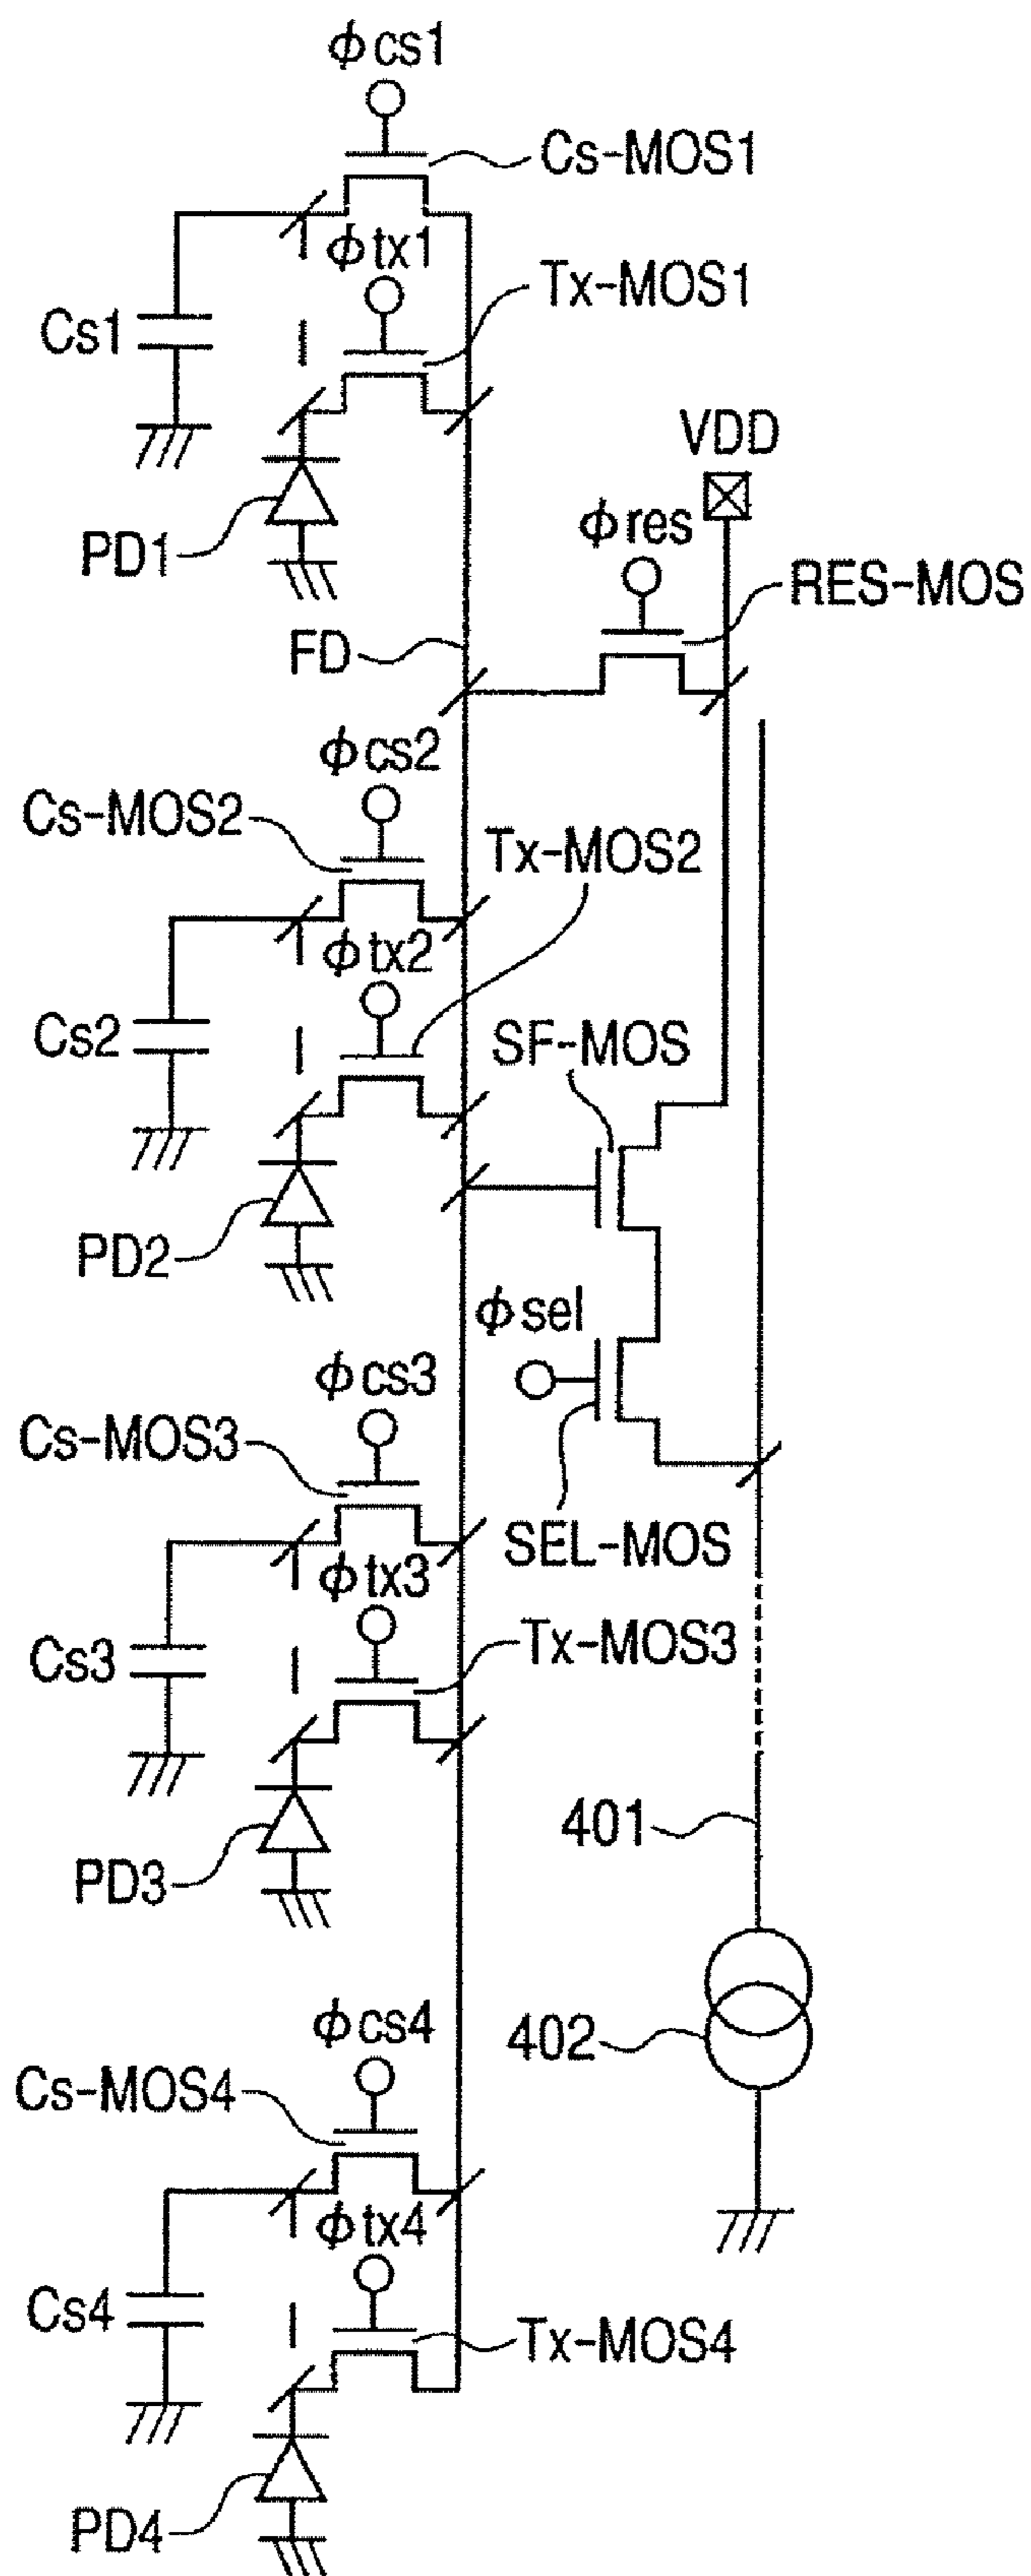 ϕcs1
Cs-MOS1
ϕtx1
Tx-MOS1
Cs1
VDD
ϕres
PD1
RES-MOS
FD
ϕcs2
Cs-MOS2
Tx-MOS2
ϕtx2
Cs2
SF-MOS
PD2
ϕsel
ϕcs3
Cs-MOS3
SEL-MOS
ϕtx3
Cs3
Tx-MOS3
401
PD3
ϕcs4
402
Cs-MOS4
ϕtx4
Cs4
Tx-MOS4
PD4